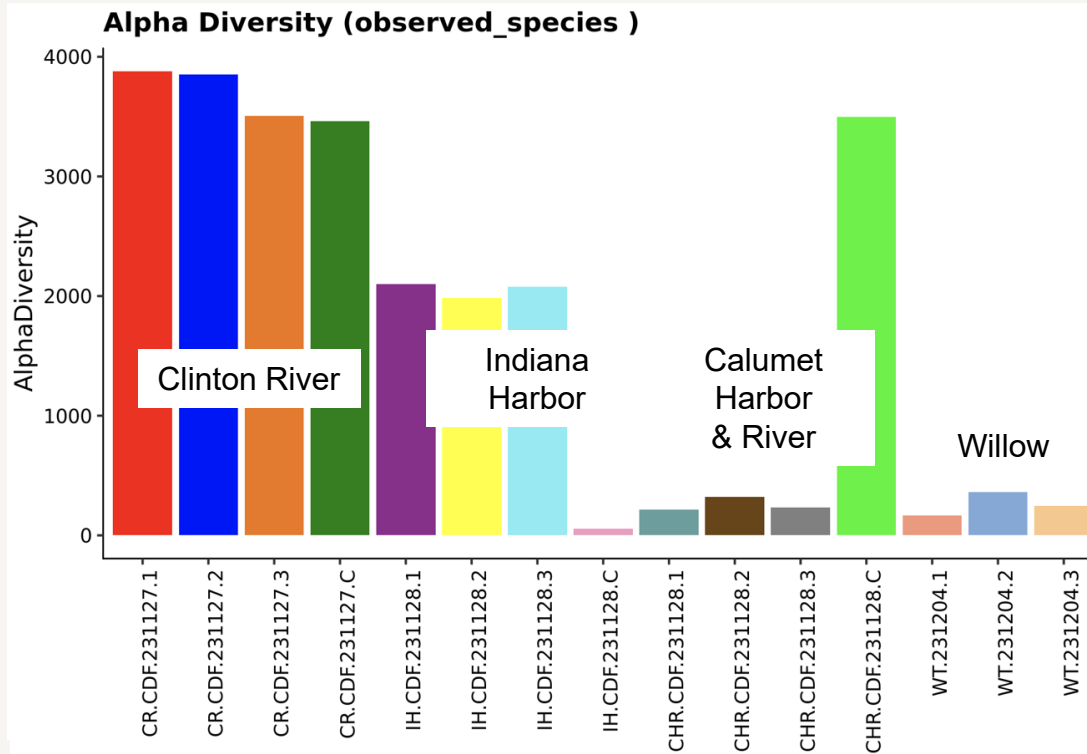 Alpha Diversity (observed_species )
AlphaDiversity
4000
3000
2000
1000
0
Clinton River
Indiana
Harbor
Calumet
Harbor
& River
Willow
CR.CDF.231127.1
CR.CDF.231127.2
CR.CDF.231127.3
CR.CDF.231127.C
IH.CDF.231128.1
IH.CDF.231128.2
IH.CDF.231128.3
IH.CDF.231128.C
CHR.CDF.231128.1
CHR.CDF.231128.2
CHR.CDF.231128.3
CHR.CDF.231128.C
WT.231204.1
WT.231204.2
WT.231204.3